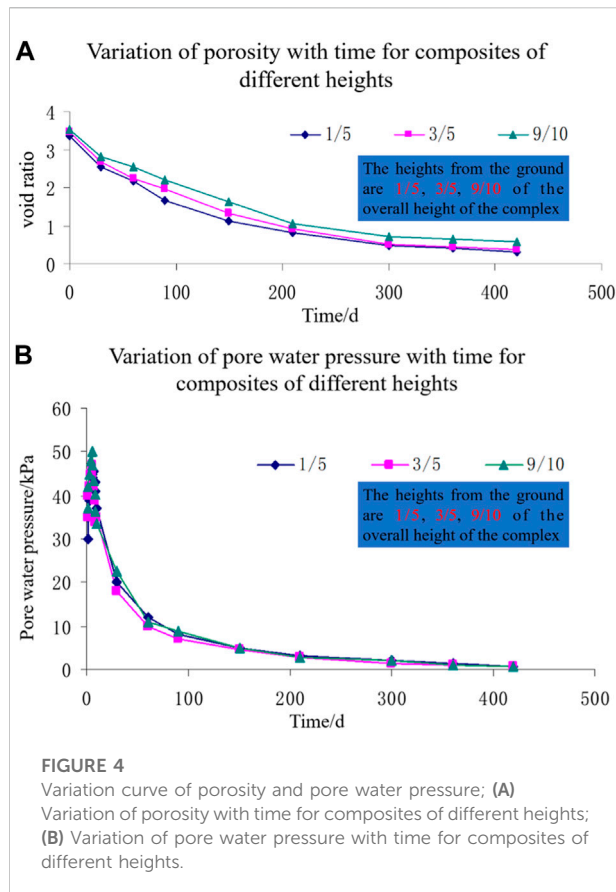 A
Variation of porosity with time for composites of
different heights
4
3
2
1
0
void ratio
1/5 3/5 9/10
The heights from the ground
are 1/5, 3/5, 9/10 of the
overall height of the complex
0 100 200 300 400 500
Time/d
B
Variation of pore water pressure with time for
composites of different heights
60
50
40
30
20
10
0
Pore water pressure/kPa
1/5 3/5 9/10
The heights from the ground
are 1/5, 3/5, 9/10 of the
overall height of the complex
0 100 200 300 400 500
Time/d
FIGURE 4
Variation curve of porosity and pore water pressure; (A)
Variation of porosity with time for composites of different heights;
(B) Variation of pore water pressure with time for composites of
different heights.